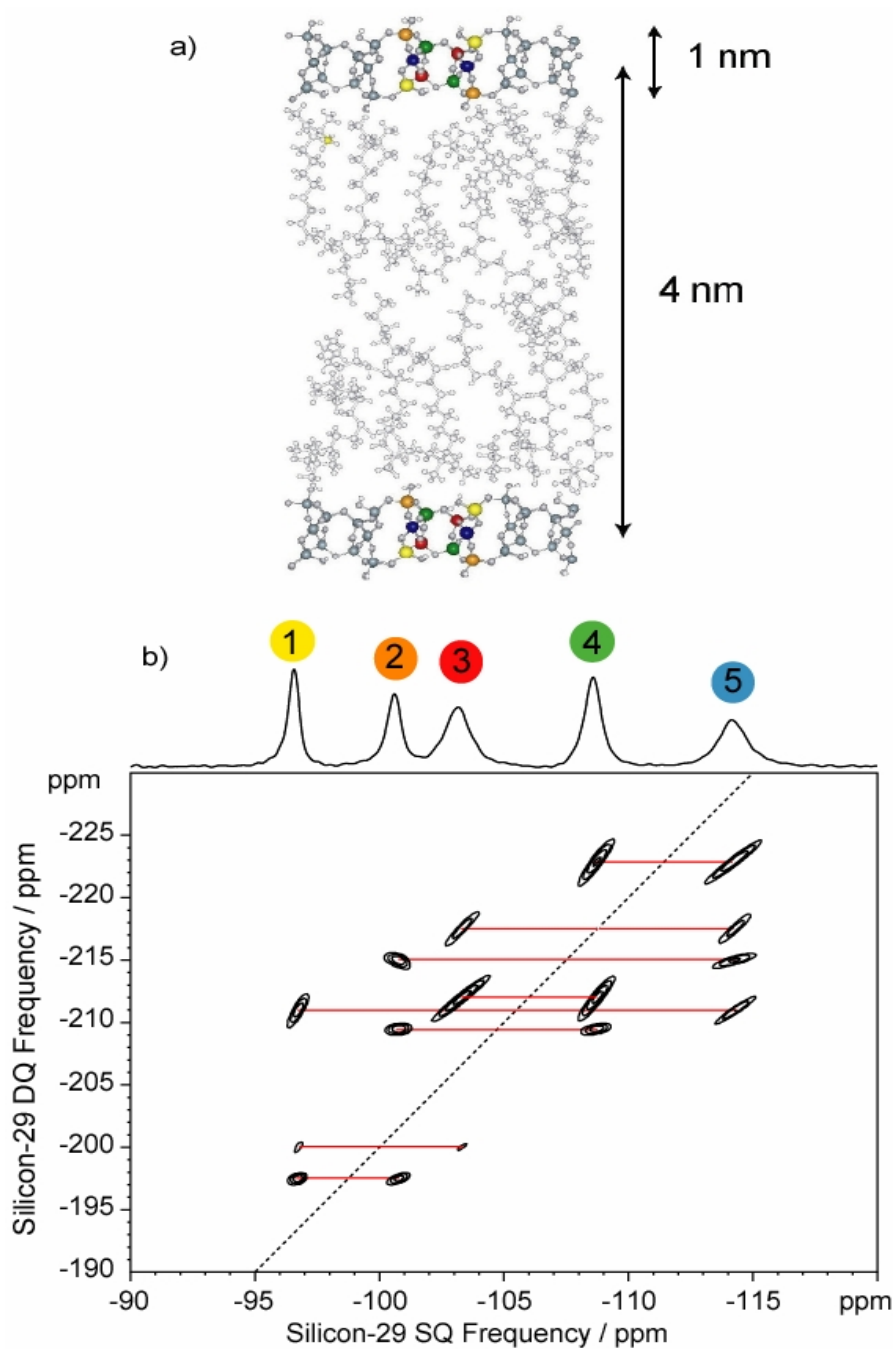 a)
1 nm
4 nm
b)
1 2 3 4 5
ppm
-225
-220
-215
-210
-205
-200
-195
-190
Silicon-29 DQ Frequency / ppm
-90 -95 -100 -105 -110 -115 ppm
Silicon-29 SQ Frequency / ppm